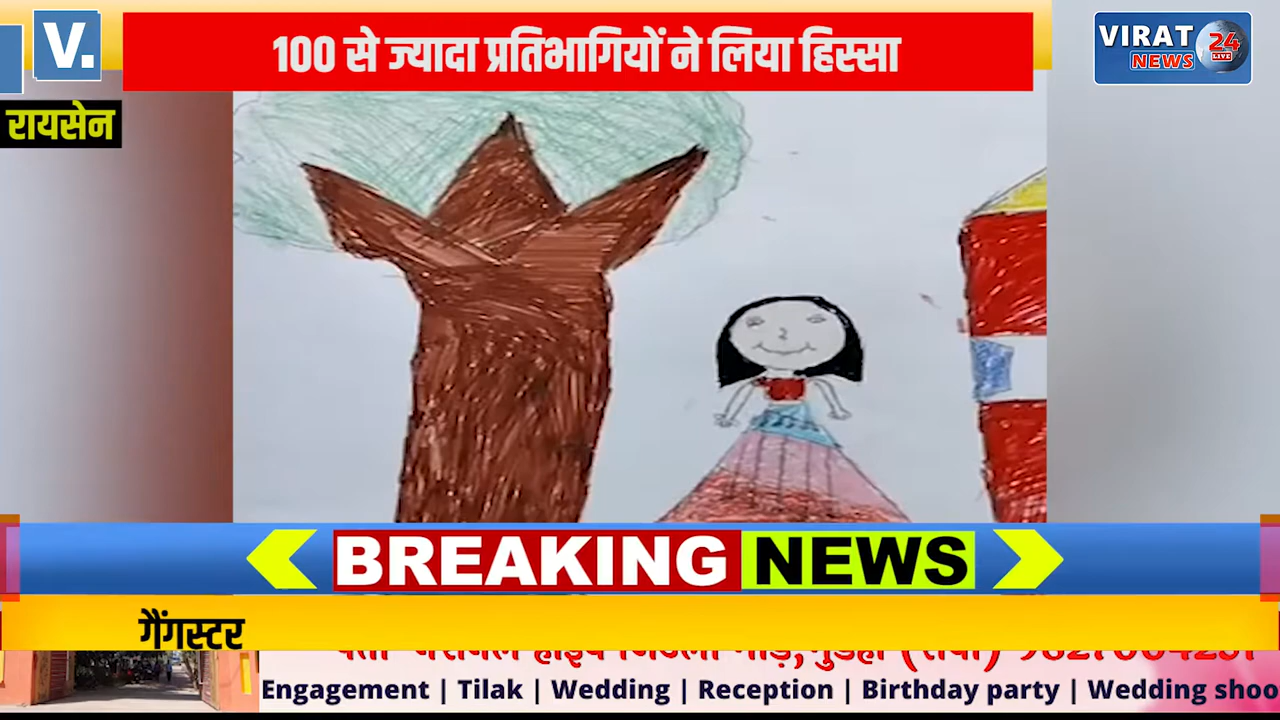 V.
100 से ज्यादा प्रतिभागियों ने लिया हिस्सा
VIRAT
NEWS
24
LIVE
रायसेन
BREAKING NEWS
गैंगस्टर
Engagement | Tilak | Wedding | Reception | Birthday party | Wedding shoo